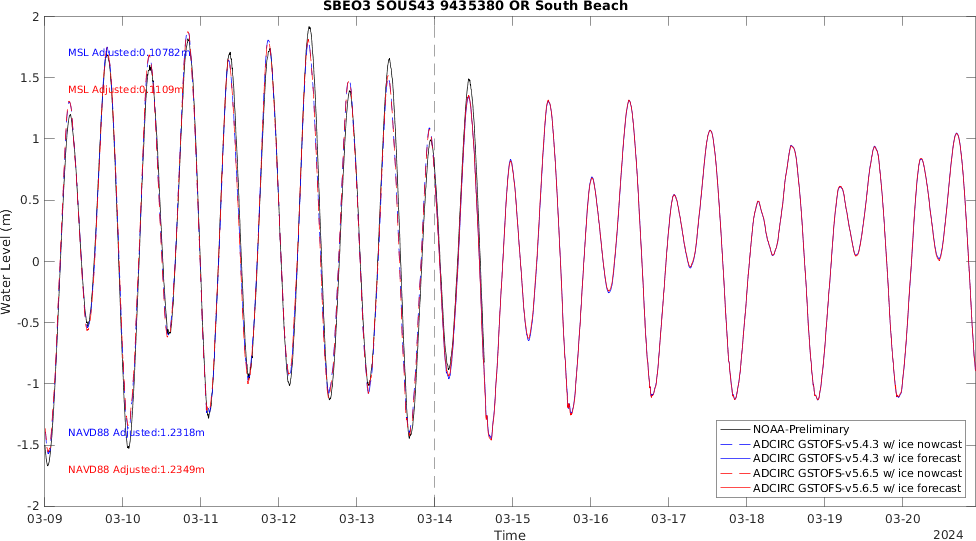 SBEO3 SOUS43 9435380 OR South Beach
2
1.5
1
0.5
0
-0.5
-1
-1.5
-2
Water Level (m)
MSL Adjusted:0.10782m
MSL Adjusted:0.1109m
NAVD88 Adjusted:1.2318m
NAVD88 Adjusted:1.2349m
NOAA-Preliminary
ADCIRC GSTOFS-v5.4.3 w/ ice nowcast
ADCIRC GSTOFS-v5.4.3 w/ ice forecast
ADCIRC GSTOFS-v5.6.5 w/ ice nowcast
ADCIRC GSTOFS-v5.6.5 w/ ice forecast
03-09 03-10 03-11 03-12 03-13 03-14 03-15 03-16 03-17 03-18 03-19 03-20
Time
2024